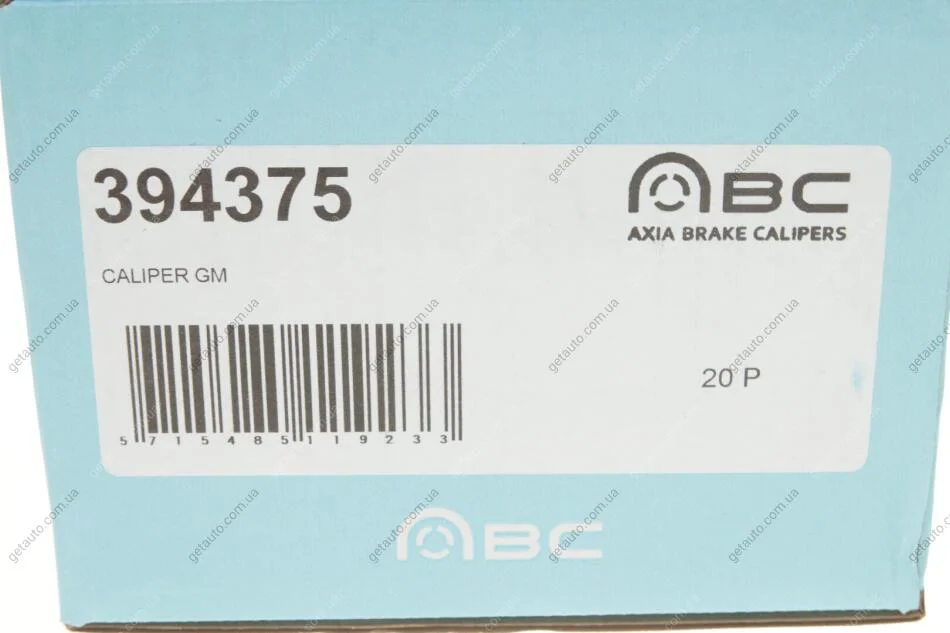 394375
ABC
AXIA BRAKE CALIPERS
CALIPER GM
20 P
5 715485 119233
ABC
getauto.com.ua